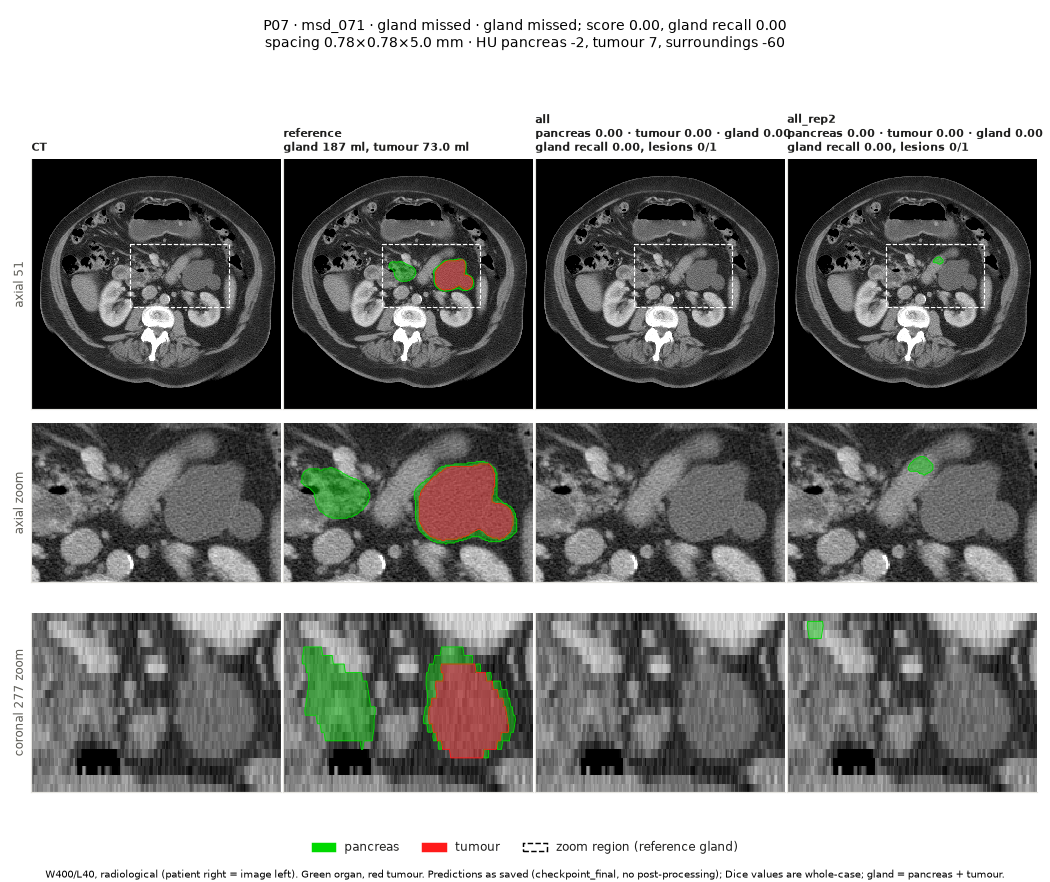 P07 · msd_071 · gland missed · gland missed; score 0.00, gland recall 0.00
spacing 0.78×0.78×5.0 mm · HU pancreas -2, tumour 7, surroundings -60
CT
reference
gland 187 ml, tumour 73.0 ml
all
pancreas 0.00 · tumour 0.00 · gland 0.00
gland recall 0.00, lesions 0/1
all_rep2
pancreas 0.00 · tumour 0.00 · gland 0.00
gland recall 0.00, lesions 0/1
axial 51
axial zoom
coronal 277 zoom
pancreas
tumour
zoom region (reference gland)
W400/L40, radiological (patient right = image left). Green organ, red tumour. Predictions as saved (checkpoint_final, no post-processing); Dice values are whole-case; gland = pancreas + tumour.